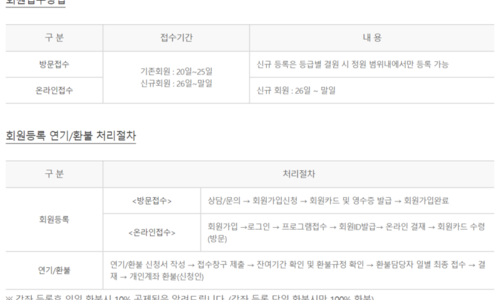 회원접수방법
구 분
접수기간
내 용
방문접수
기존회원 : 20일~25일
신규회원 : 26일~말일
신규 등록은 등급별 결원 시 정원 범위내에서만 등록 가능
온라인접수
신규 회원 : 26일 ~ 말일
회원등록 연기/환불 처리절차
구 분
처리절차
회원등록
<방문접수>
상담/문의 → 회원가입신청 → 회원카드 및 영수증 발급 → 회원가입완료
<온라인접수>
회원가입 →로그인 → 프로그램접수 → 회원ID발급→ 온라인 결재 → 회원카드 수령
(방문)
연기/환불
연기/환불 신청서 작성 → 접수창구 제출 → 잔여기간 확인 및 환불규정 확인 → 환불담당자 일별 최종 접수 → 결
재 → 개인계좌 환불(신청인)
※ 강좌 등록후 연일 환불시 10% 공제됨을 알려드립니다. (강좌 등록 당일 환불시만 100% 환불)